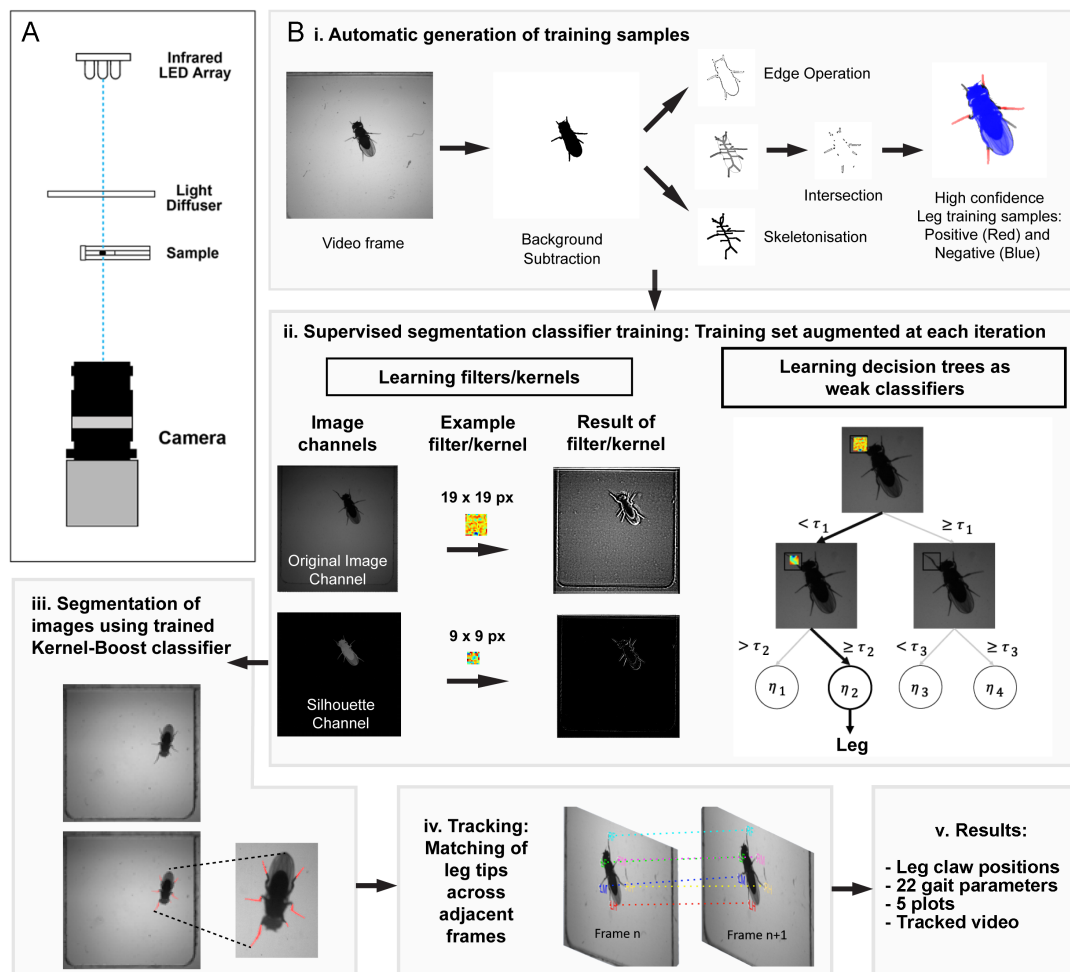 A
Infrared
LED Array
Light
Diffuser
Sample
Camera
B
i. Automatic generation of training samples
Video frame
Background
Subtraction
Edge Operation
Skeletonisation
Intersection
High confidence
Leg training samples:
Positive (Red) and
Negative (Blue)
ii. Supervised segmentation classifier training: Training set augmented at each iteration
Learning filters/kernels
Image
channels
Example
filter/kernel
Result of
filter/kernel
Original Image
Channel
19 x 19 px
Silhouette
Channel
9 x 9 px
Learning decision trees as
weak classifiers
< τ1
≥ τ1
> τ2
≥ τ2
< τ3
≥ τ3
η1
η2
η3
η4
Leg
iii. Segmentation of
images using trained
Kernel-Boost classifier
iv. Tracking:
Matching of
leg tips
across
adjacent
frames
Frame n
Frame n+1
v. Results:
- Leg claw positions
- 22 gait parameters
- 5 plots
- Tracked video